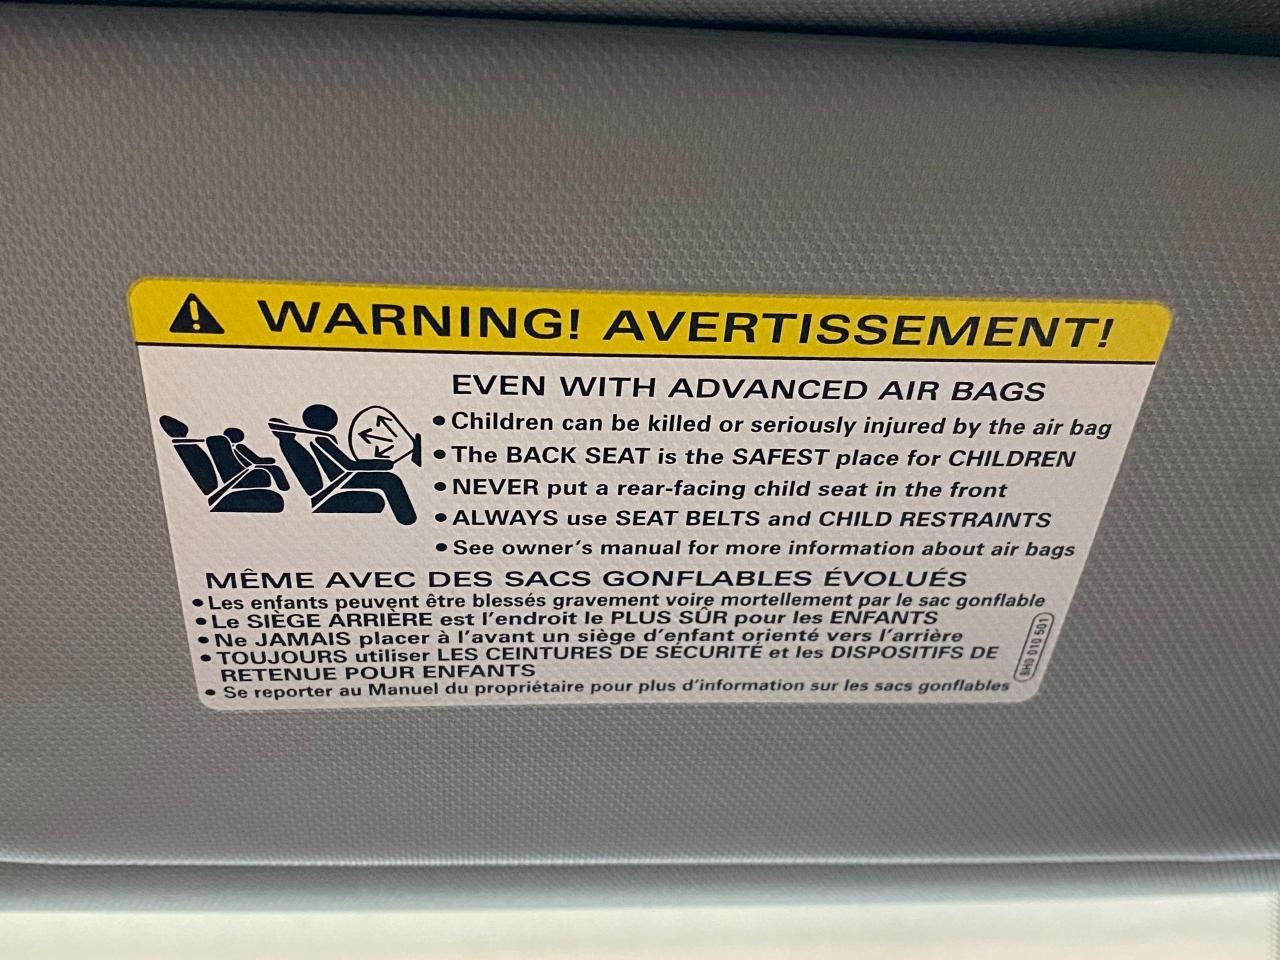 WARNING! AVERTISSEMENT!
EVEN WITH ADVANCED AIR BAGS
• Children can be killed or seriously injured by the air bag
• The BACK SEAT is the SAFEST place for CHILDREN
• NEVER put a rear-facing child seat in the front
• ALWAYS use SEAT BELTS and CHILD RESTRAINTS
• See owner's manual for more information about air bags
MÊME AVEC DES SACS GONFLABLES ÉVOLUÉS
• Les enfants peuvent être blessés gravement voire mortellement par le sac gonflable
• Le SIÈGE ARRIÈRE est l'endroit le PLUS SÛR pour les ENFANTS
• Ne JAMAIS placer à l'avant un siège d'enfant orienté vers l'arrière
• TOUJOURS utiliser LES CEINTURES DE SÉCURITÉ et les DISPOSITIFS DE
RETENUE POUR ENFANTS
• Se reporter au Manuel du propriétaire pour plus d'information sur les sacs gonflables
010 501